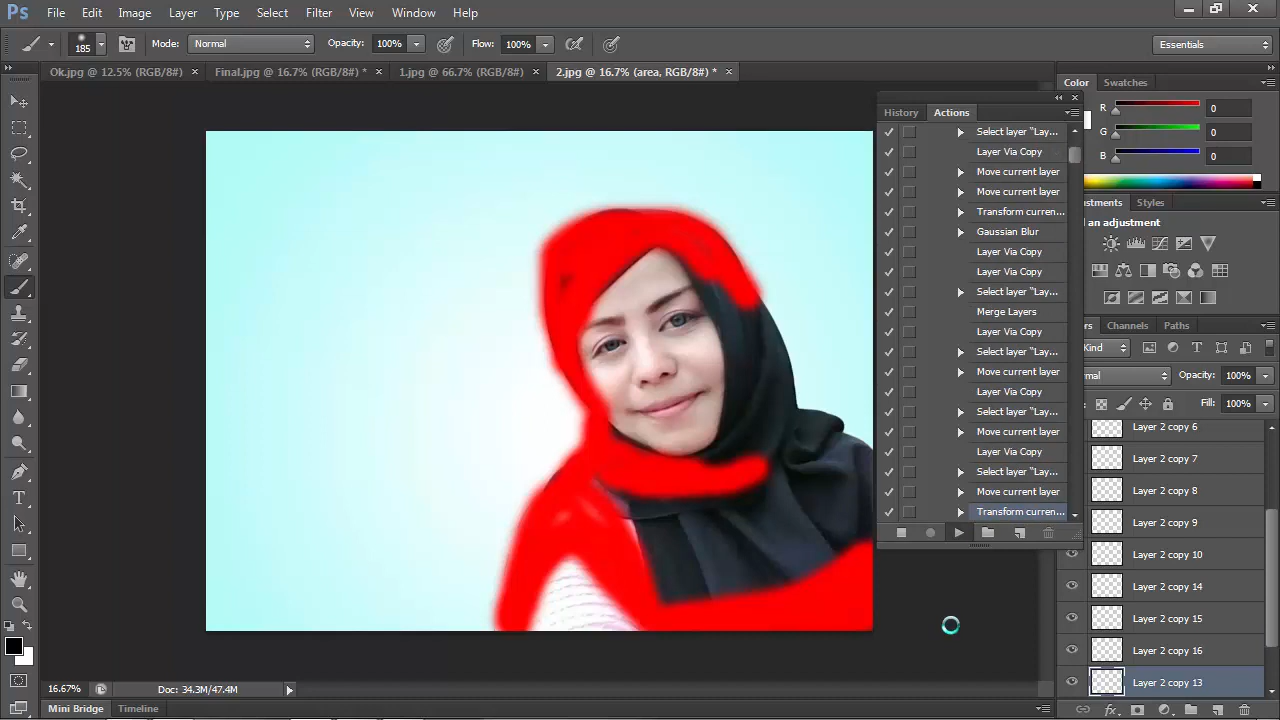 Ps File Edit Image Layer Type Select Filter View Window Help
185 Mode: Normal Opacity: 100% Flow: 100% Essentials
Ok.jpg @ 12.5% (RGB/8#) × Final.jpg @ 16.7% (RGB/8#) * × 1.jpg @ 66.7% (RGB/8#) × 2.jpg @ 16.7% (area, RGB/8#) * ×
Color Swatches
R 0
G 0
B 0
History Actions
Select layer "Lay...
Layer Via Copy
Move current layer
Move current layer
Transform curren...
Gaussian Blur
Layer Via Copy
Layer Via Copy
Select layer "Lay...
Merge Layers
Layer Via Copy
Select layer "Lay...
Move current layer
Layer Via Copy
Select layer "Lay...
Move current layer
Layer Via Copy
Select layer "Lay...
Move current layer
Transform curren...
ustments Styles
d an adjustment
rs Channels Paths
Kind
mal Opacity: 100%
Fill: 100%
Layer 2 copy 6
Layer 2 copy 7
Layer 2 copy 8
Layer 2 copy 9
Layer 2 copy 10
Layer 2 copy 14
Layer 2 copy 15
Layer 2 copy 16
Layer 2 copy 13
fx
16.67% Doc: 34.3M/47.4M
Mini Bridge Timeline